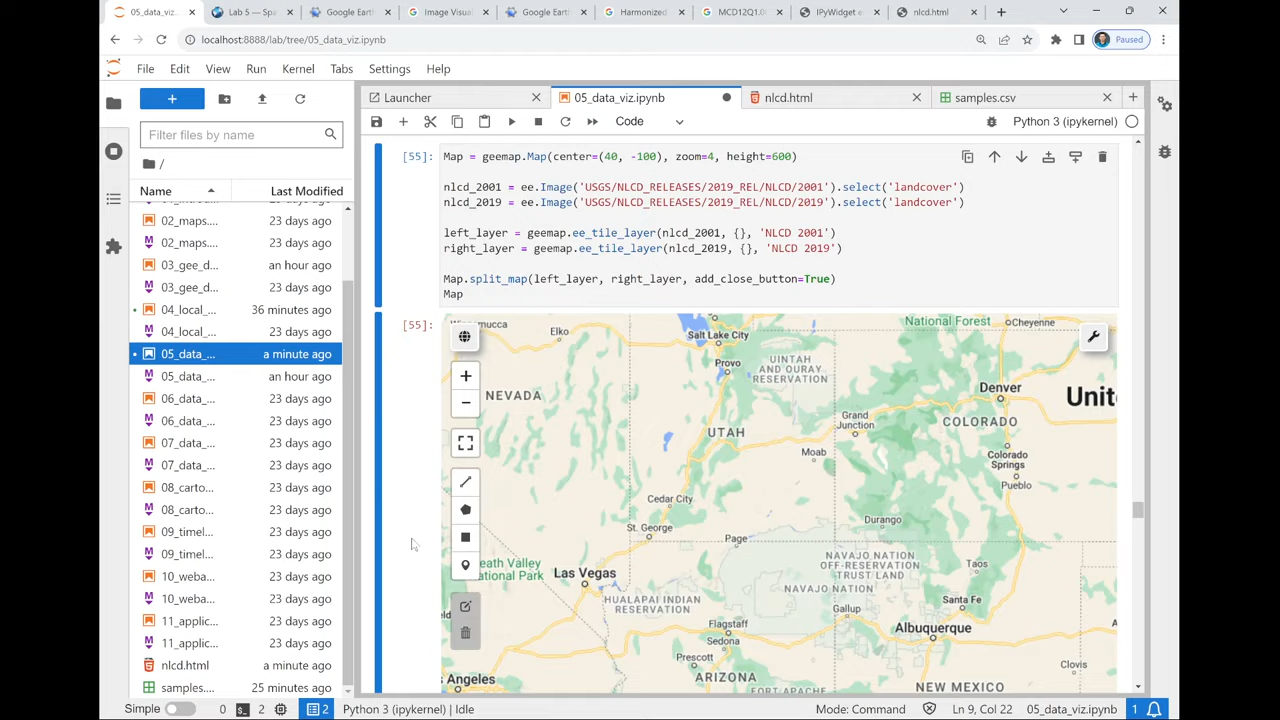 05_data_viz.
Lab 5 — Spa
Google Eart
Image Visual
Google Eart
Harmonized
MCD12Q1.0
IPyWidget e
nlcd.html
localhost:8888/lab/tree/05_data_viz.ipynb
Paused
File Edit View Run Kernel Tabs Settings Help
Launcher
05_data_viz.ipynb
nlcd.html
samples.csv
Code
Python 3 (ipykernel)
Filter files by name
/
Name Last Modified
02_maps.... 23 days ago
02_maps.... 23 days ago
03_gee_d... an hour ago
03_gee_d... 23 days ago
04_local_... 36 minutes ago
04_local_... 23 days ago
05_data_... a minute ago
05_data_... an hour ago
06_data_... 23 days ago
06_data_... 23 days ago
07_data_... 23 days ago
07_data_... 23 days ago
08_carto... 23 days ago
08_carto... 23 days ago
09_timel... 23 days ago
09_timel... 23 days ago
10_weba... 23 days ago
10_weba... 23 days ago
11_applic... 23 days ago
11_applic... 23 days ago
nlcd.html a minute ago
samples.... 25 minutes ago
[55]:
Map = geemap.Map(center=(40, -100), zoom=4, height=600)
nlcd_2001 = ee.Image('USGS/NLCD_RELEASES/2019_REL/NLCD/2001').select('landcover')
nlcd_2019 = ee.Image('USGS/NLCD_RELEASES/2019_REL/NLCD/2019').select('landcover')
left_layer = geemap.ee_tile_layer(nlcd_2001, {}, 'NLCD 2001')
right_layer = geemap.ee_tile_layer(nlcd_2019, {}, 'NLCD 2019')
Map.split_map(left_layer, right_layer, add_close_button=True)
Map
[55]:
National Forest
Cheyenne
Elko
Salt Lake City
Provo
UINTAH
AND OURAY
RESERVATION
Denver
Unit
NEVADA
Grand
Junction
COLORADO
UTAH
Moab
Colorado
Springs
Pueblo
Cedar City
St. George
Durango
Page
NAVAJO NATION
OFF-RESERVATION
TRUST LAND
Taos
eath Valley
National Park
Las Vegas
NAVAJO NATION
HUALAPAI INDIAN
RESERVATION
Gallup
Santa Fe
Flagstaff
Albuquerque
Sedona
Prescott
Clovis
s Angeles
ARIZONA
FORT APACHE
NEW MEXICO
Simple 0 2 2 Python 3 (ipykernel) | Idle
Mode: Command Ln 9, Col 22 05_data_viz.ipynb 1